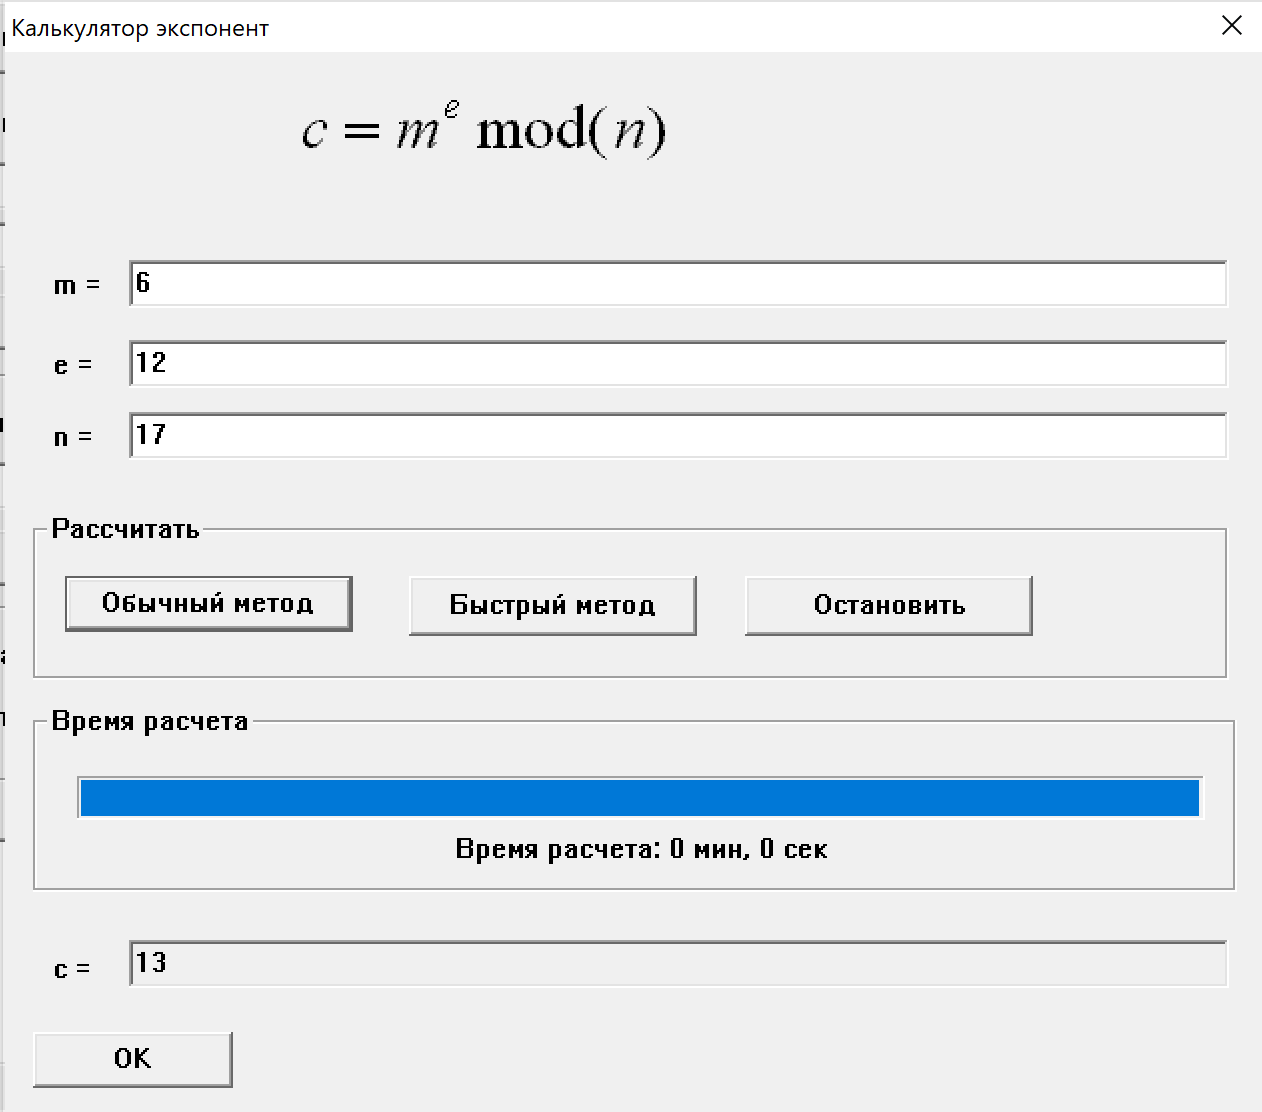 Калькулятор экспонент
c = m^e mod(n)
m = 6
e = 12
n = 17
Рассчитать
Обычный метод Быстрый метод Остановить
Время расчета
Время расчета: 0 мин, 0 сек
c = 13
OK